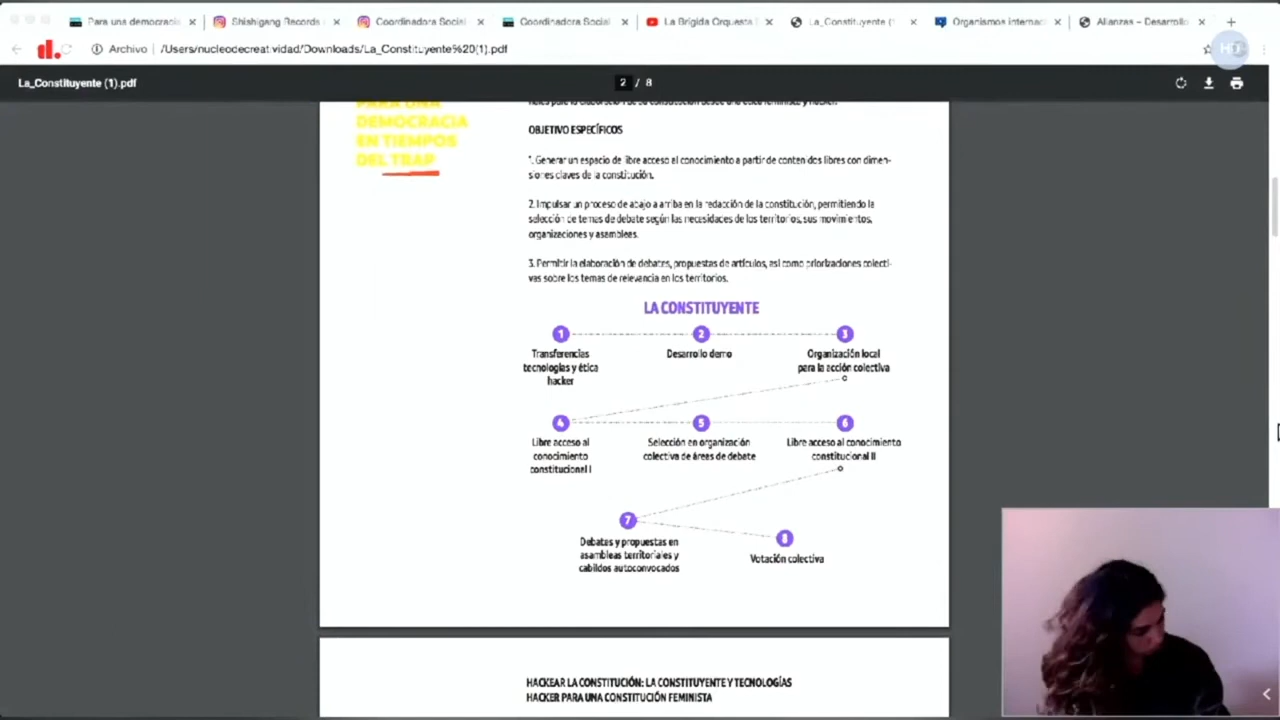 Para una democracia
Shishigang Records
Coordinadora Social
Coordinadora Social
La Brigida Orquesta
La_Constituyente (1
Organismos internac
Alianzas – Desarrollo
dl.
Archivo /Users/nucleodecreatividad/Downloads/La_Constituyente%20(1).pdf
HD
La_Constituyente (1).pdf
2 / 8
PARA UNA
DEMOCRACIA
EN TIEMPOS
DEL TRAP
OBJETIVO ESPECÍFICOS
1. Generar un espacio de libre acceso al conocimiento a partir de contenidos libres con dimen-
siones claves de la constitución.
2. Impulsar un proceso de abajo a arriba en la redacción de la constitución, permitiendo la
selección de temas de debate según las necesidades de los territorios, sus movimientos,
organizaciones y asambleas.
3. Permitir la elaboración de debates, propuestas de artículos, así como priorizaciones colecti-
vas sobre los temas de relevancia en los territorios.
LA CONSTITUYENTE
1 2 3
Transferencias
tecnologías y ética
hacker
Desarrollo demo
Organización local
para la acción colectiva
4 5 6
Libre acceso al
conocimiento
constitucional I
Selección en organización
colectiva de áreas de debate
Libre acceso al conocimiento
constitucional II
7 8
Debates y propuestas en
asambleas territoriales y
cabildos autoconvocados
Votación colectiva
HACKEAR LA CONSTITUCIÓN: LA CONSTITUYENTE Y TECNOLOGÍAS
HACKER PARA UNA CONSTITUCIÓN FEMINISTA